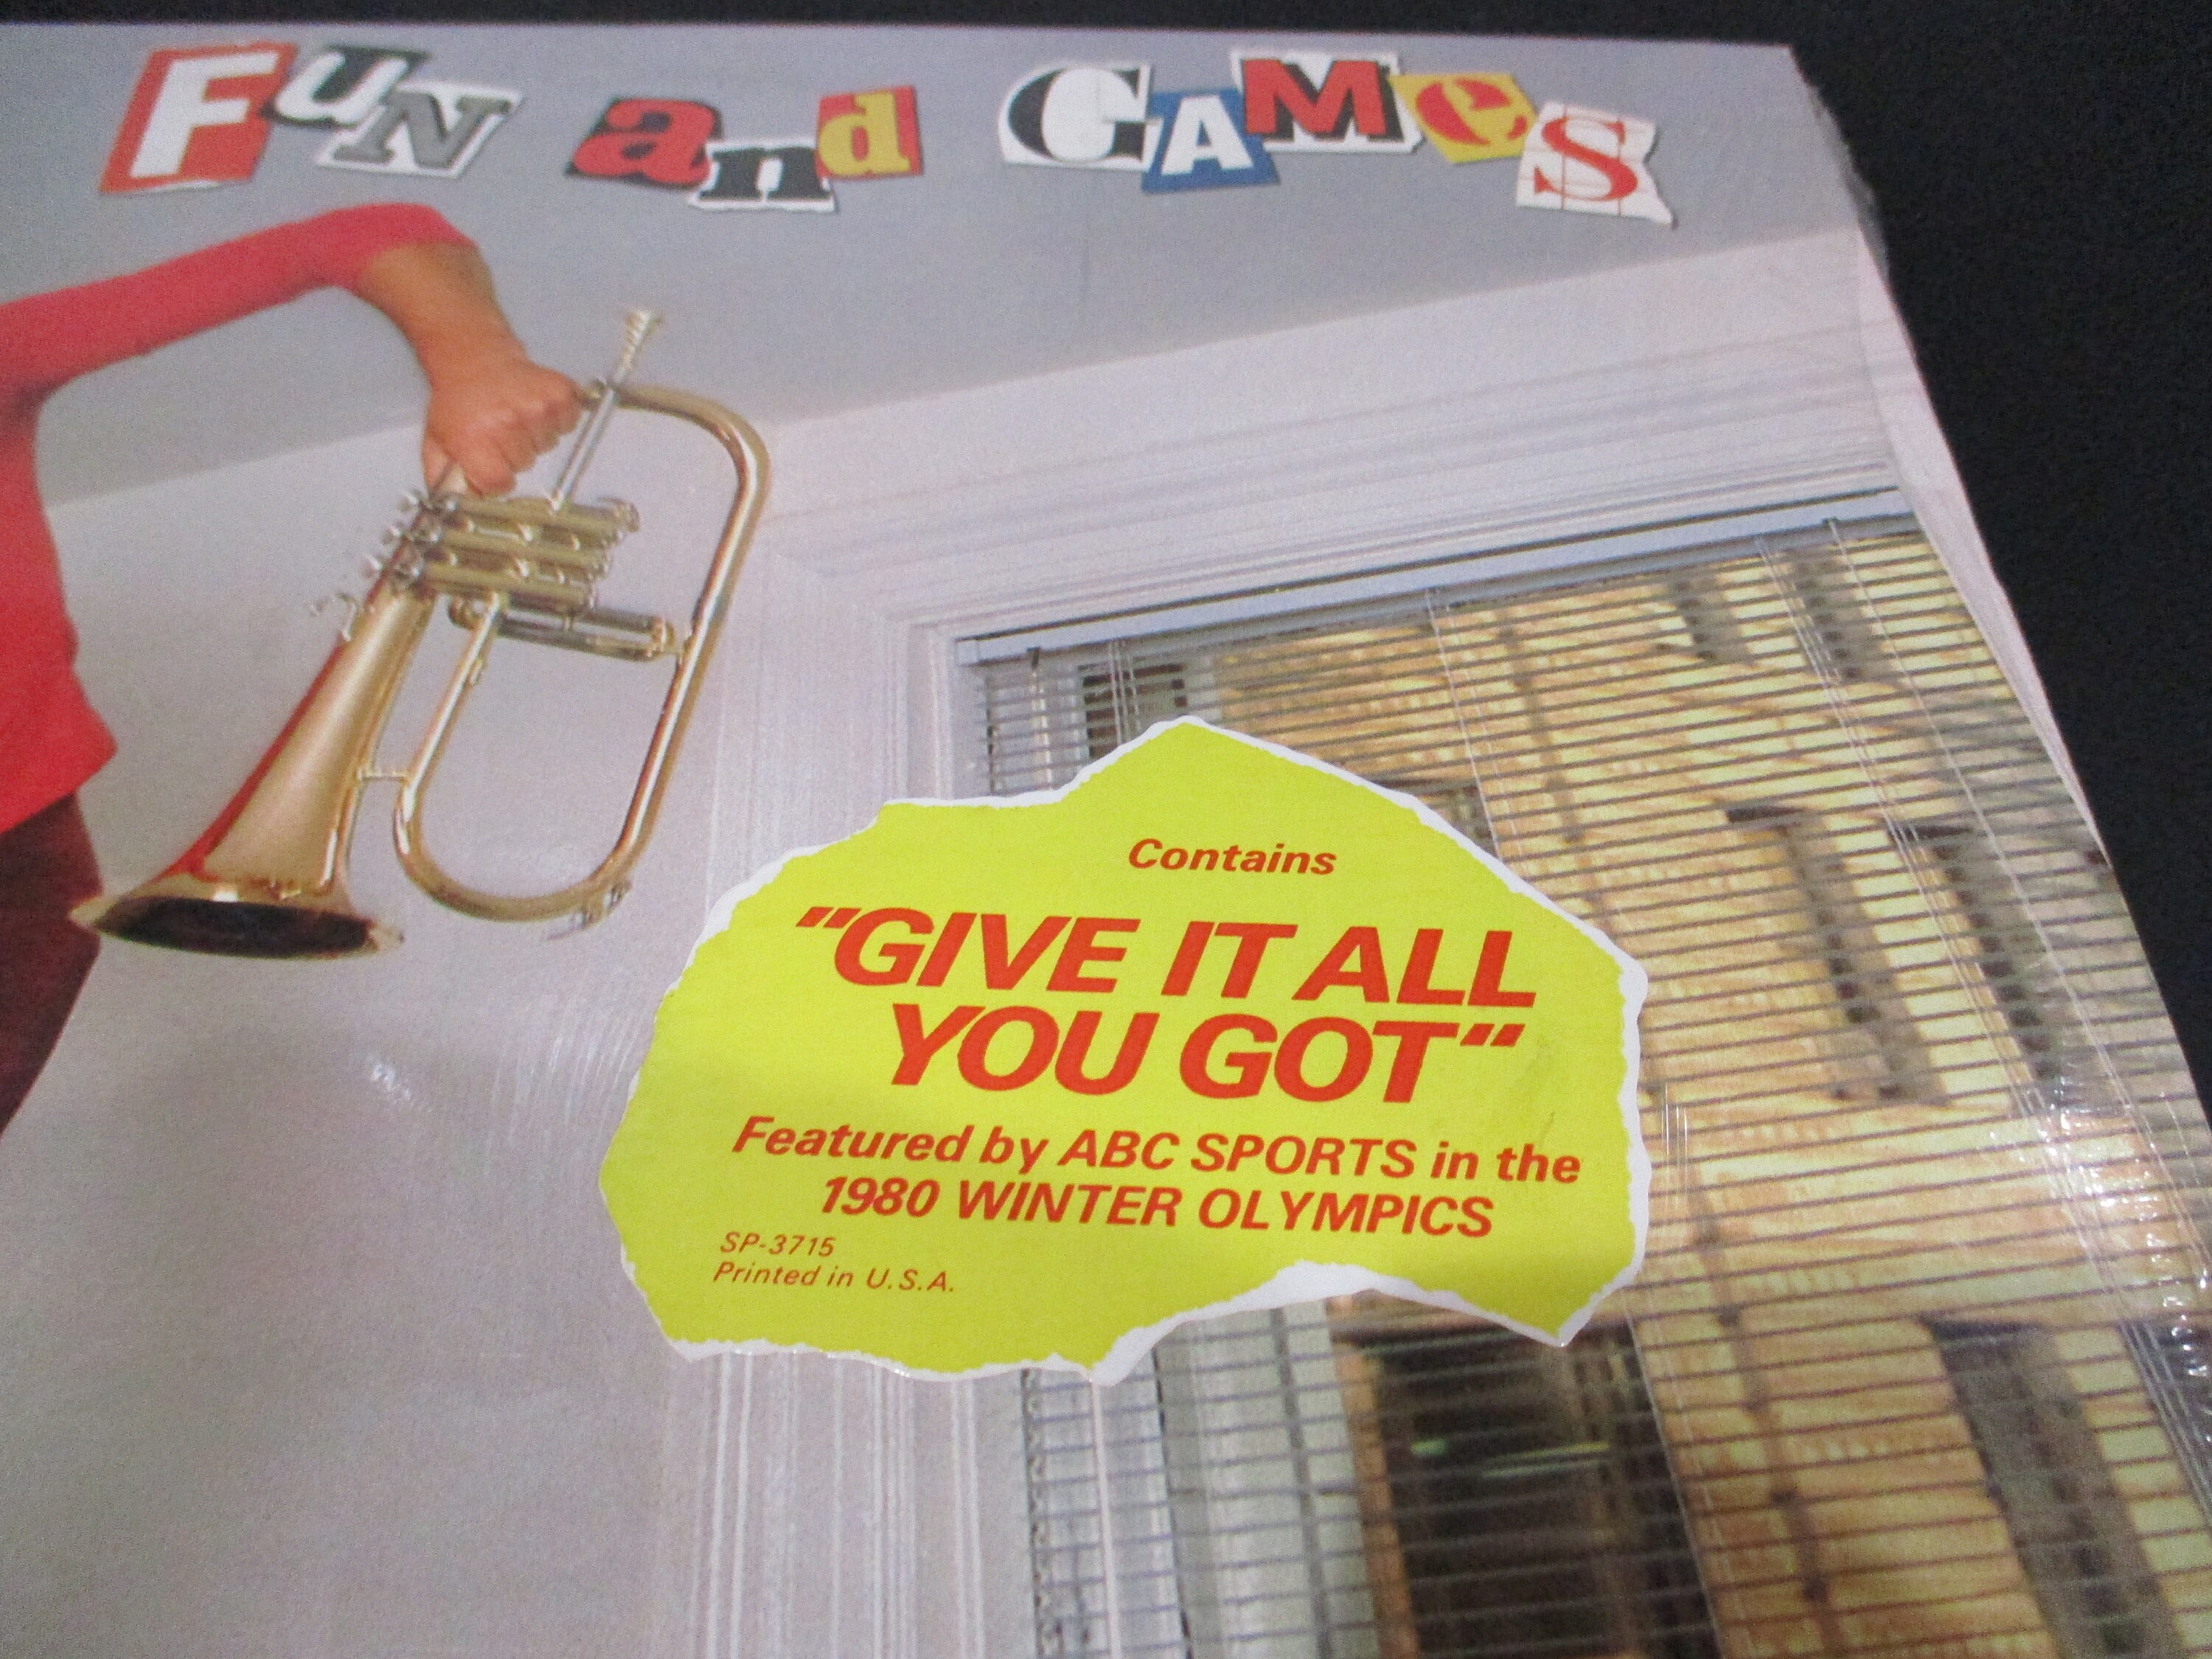 FUN and GAMeS
Contains
"GIVE IT ALL
YOU GOT"
Featured by ABC SPORTS in the
1980 WINTER OLYMPICS
SP-3715
Printed in U.S.A.